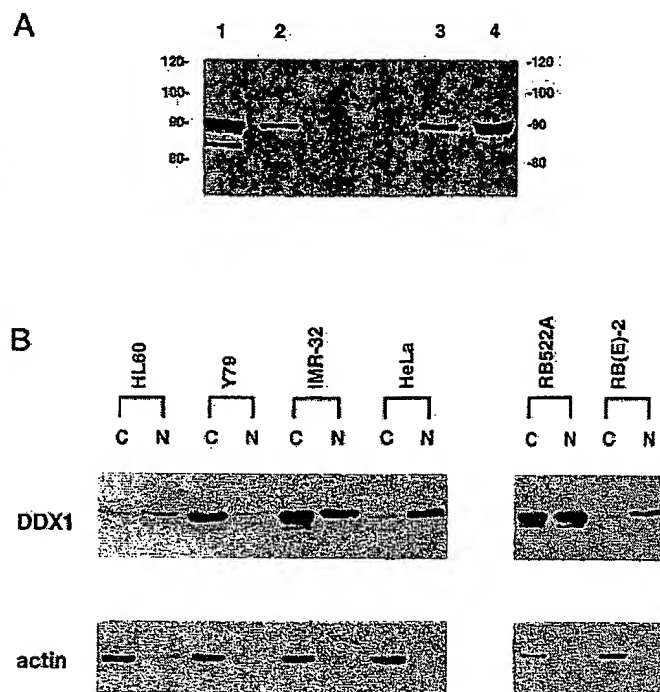 A
1 2 3 4
120- -120
100- -100
90- -90
80- -80
B
HL60 Y79 IMR-32 HeLa RB522A RB(E)-2
C N C N C N C N C N C N
DDX1
actin